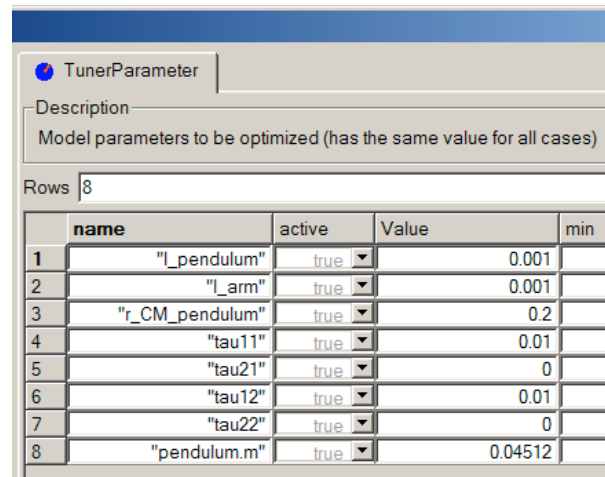 TunerParameter
Description
Model parameters to be optimized (has the same value for all cases)
Rows 8
name active Value min
1 "I_pendulum" true 0.001
2 "I_arm" true 0.001
3 "r_CM_pendulum" true 0.2
4 "tau11" true 0.01
5 "tau21" true 0
6 "tau12" true 0.01
7 "tau22" true 0
8 "pendulum.m" true 0.04512